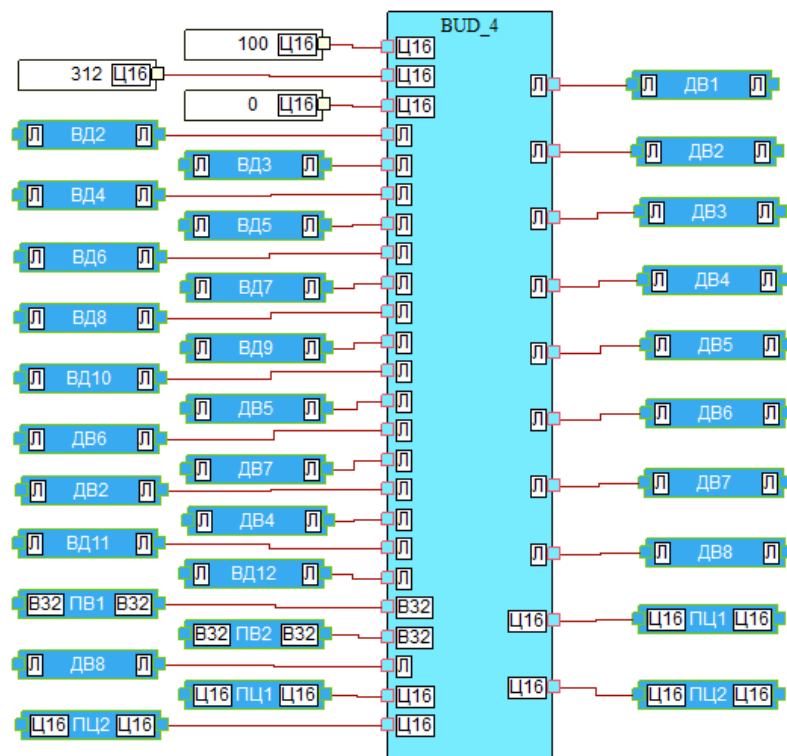 BUD_4
100 Ц16 Ц16
312 Ц16 Ц16
0 Ц16 Ц16
Л ДВ1 Л
Л ВД2 Л Л
Л ВД3 Л Л
Л ДВ2 Л
Л ВД4 Л Л
Л ВД5 Л Л
Л ДВ3 Л
Л ВД6 Л Л
Л ВД7 Л Л
Л ДВ4 Л
Л ВД8 Л Л
Л ВД9 Л Л
Л ДВ5 Л
Л ВД10 Л Л
Л ДВ5 Л Л
Л ДВ6 Л
Л ДВ6 Л Л
Л ДВ7 Л Л
Л ДВ7 Л
Л ДВ2 Л Л
Л ДВ4 Л Л
Л ВД11 Л Л
Л ДВ8 Л
Л ВД12 Л Л
В32 ПВ1 В32 В32
Ц16 Ц16 ПЦ1 Ц16
В32 ПВ2 В32 В32
Л ДВ8 Л Л
Ц16 ПЦ1 Ц16 Ц16
Ц16 Ц16 ПЦ2 Ц16
Ц16 ПЦ2 Ц16 Ц16
Л
Л
Л
Л
Л
Л
Л
Л